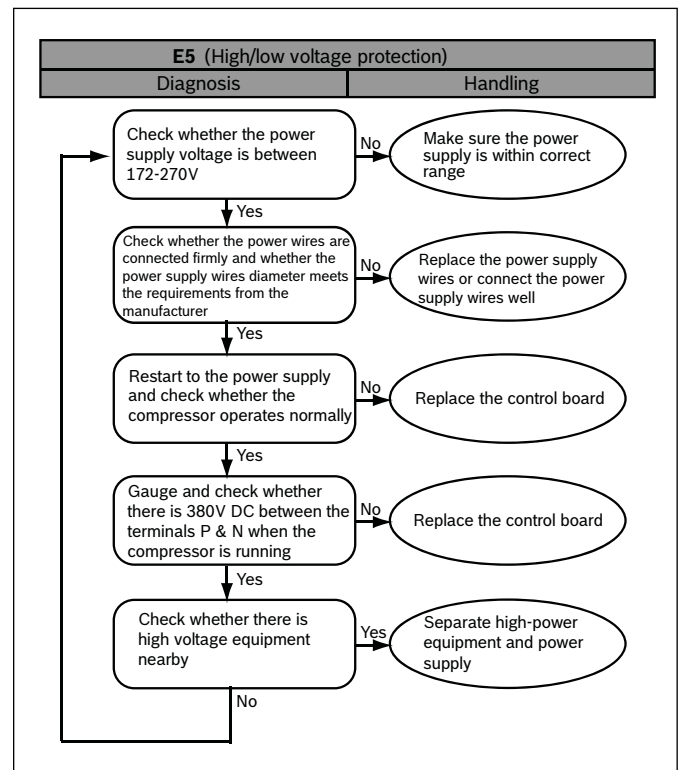 E5 (High/low voltage protection)
Diagnosis
Handling
Check whether the power
supply voltage is between
172-270V
No
Make sure the power
supply is within correct
range
Yes
Check whether the power wires are
connected firmly and whether the
power supply wires diameter meets
the requirements from the
manufacturer
No
Replace the power supply
wires or connect the power
supply wires well
Yes
Restart to the power supply
and check whether the
compressor operates normally
No
Replace the control board
Yes
Gauge and check whether
there is 380V DC between the
terminals P & N when the
compressor is running
No
Replace the control board
Yes
Check whether there is
high voltage equipment
nearby
Yes
Separate high-power
equipment and power
supply
No